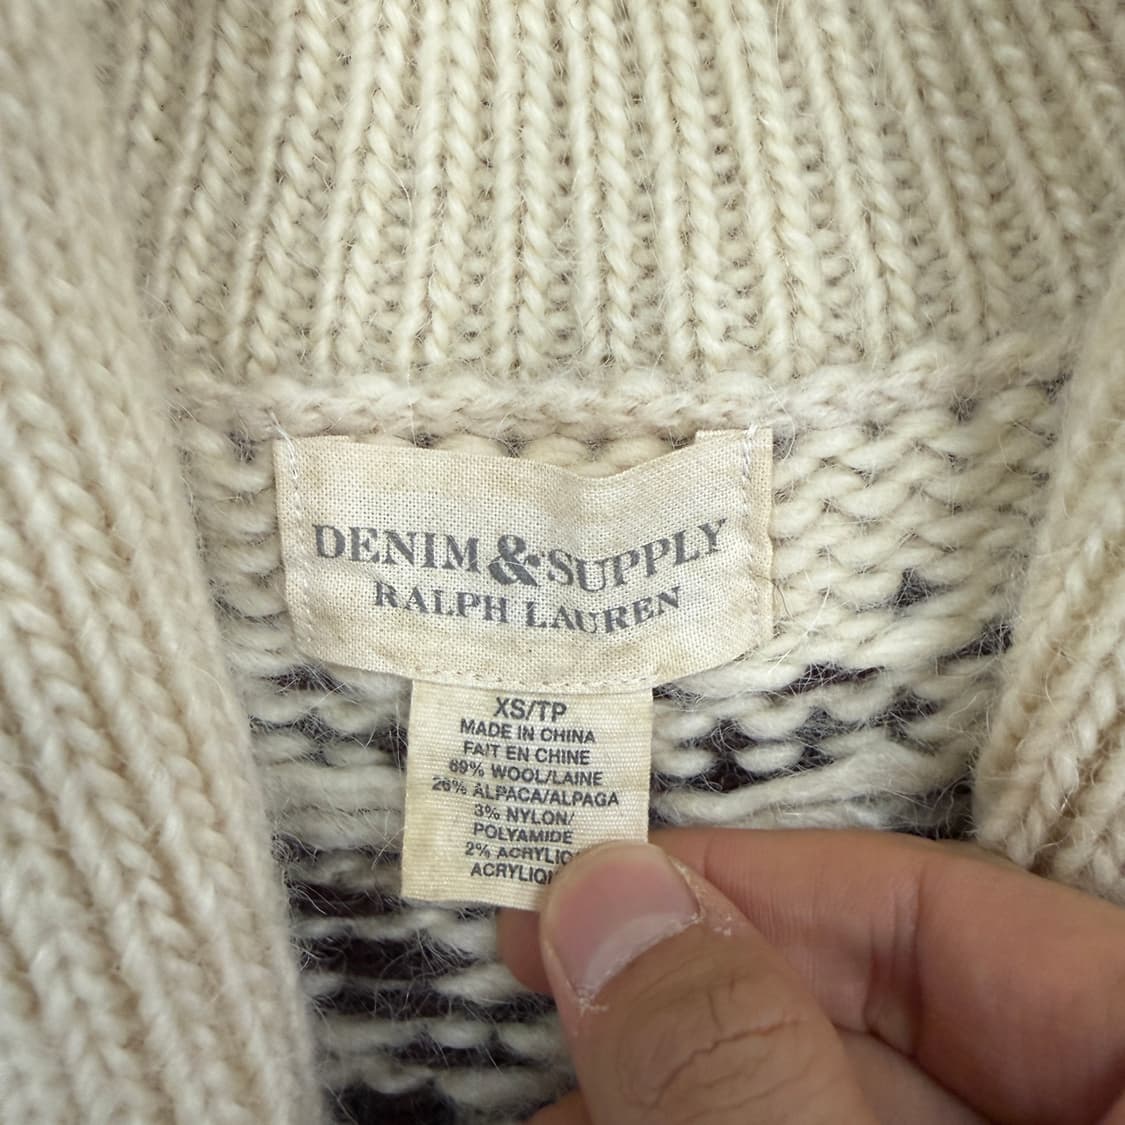 DENIM & SUPPLY
RALPH LAUREN
XS/TP
MADE IN CHINA
FAIT EN CHINE
69% WOOL/LAINE
26% ALPACA/ALPAGA
3% NYLON/
POLYAMIDE
2% ACRYLIC
ACRYLIQU